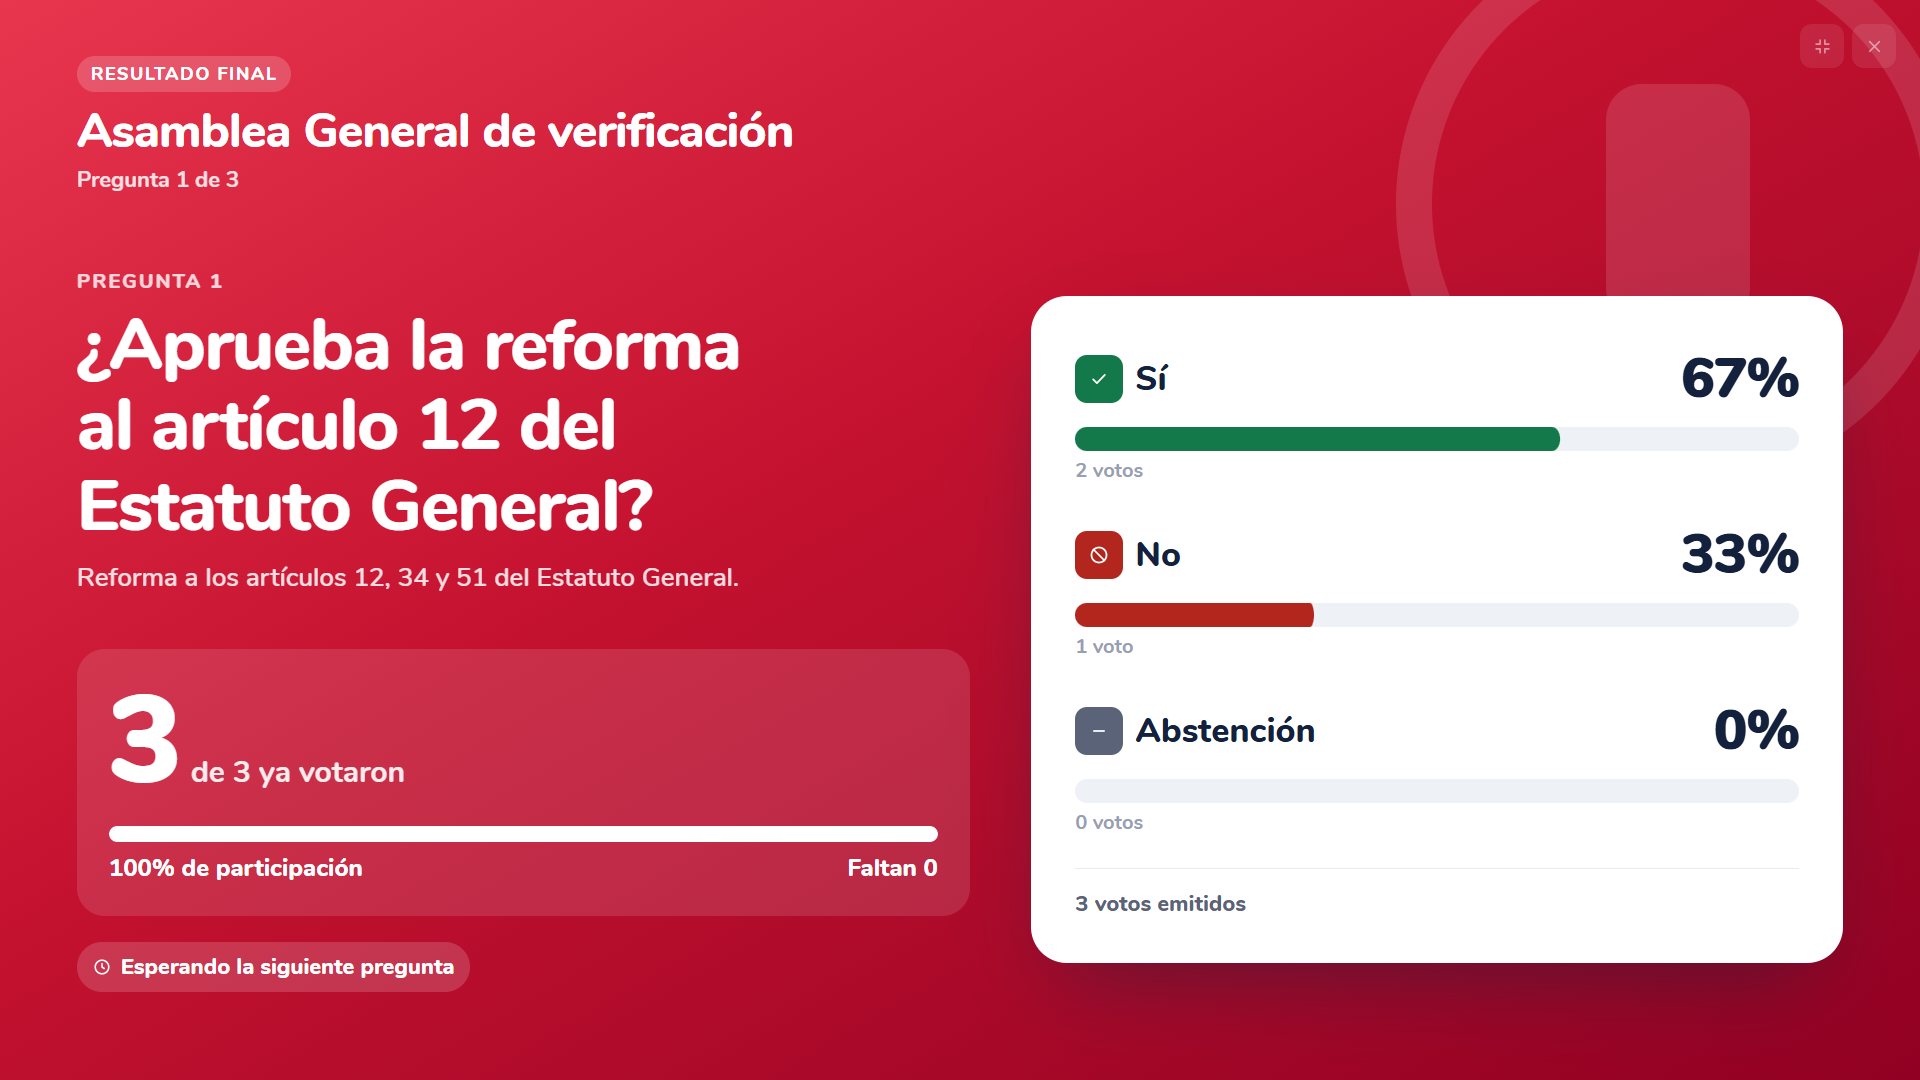 RESULTADO FINAL
Asamblea General de verificación
Pregunta 1 de 3
PREGUNTA 1
¿Aprueba la reforma
al artículo 12 del
Estatuto General?
Reforma a los artículos 12, 34 y 51 del Estatuto General.
3 de 3 ya votaron
100% de participación
Faltan 0
Esperando la siguiente pregunta
Sí
67%
2 votos
No
33%
1 voto
Abstención
0%
0 votos
3 votos emitidos